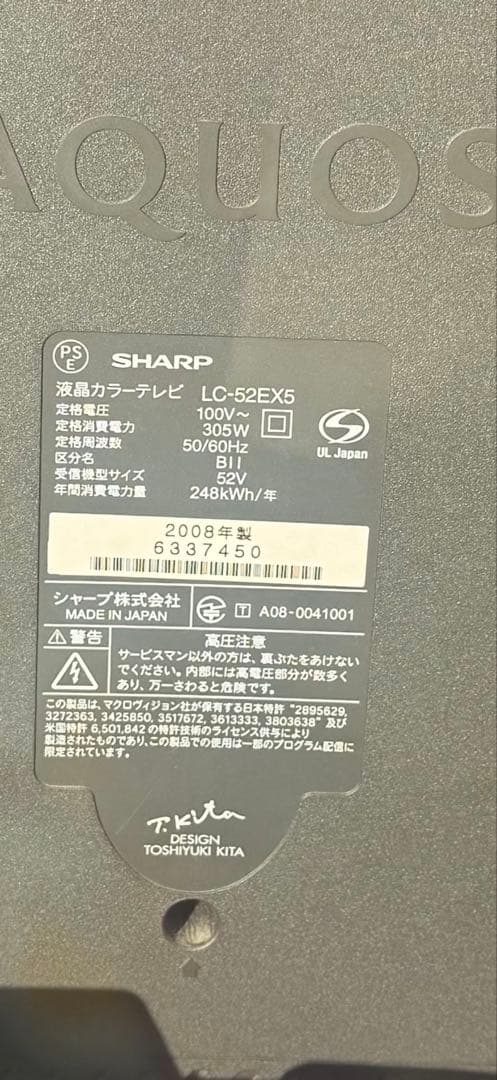 AQUOS
PS
E
SHARP
液晶カラーテレビ LC-52EX5
定格電圧 100V～
定格消費電力 305W
定格周波数 50/60Hz
区分名 BII
受信機型サイズ 52V
年間消費電力量 248kWh/年
UL Japan
2008年製
6337450
シャープ株式会社
MADE IN JAPAN
T A08-0041001
警告
高圧注意
サービスマン以外の方は、裏ぶたをあけない
でください。内部には高電圧部分が数多く
あり、万一さわると危険です。
この製品は、マクロヴィジョン社が保有する日本特許 "2895629,
3272363, 3425850, 3517672, 3613333, 3803638" 及び
米国特許 6,501,842 の特許技術のライセンス供与により
製造されたものであり、この製品での使用は一部のプログラム配信に
限定されています。
T.Kita
DESIGN
TOSHIYUKI KITA